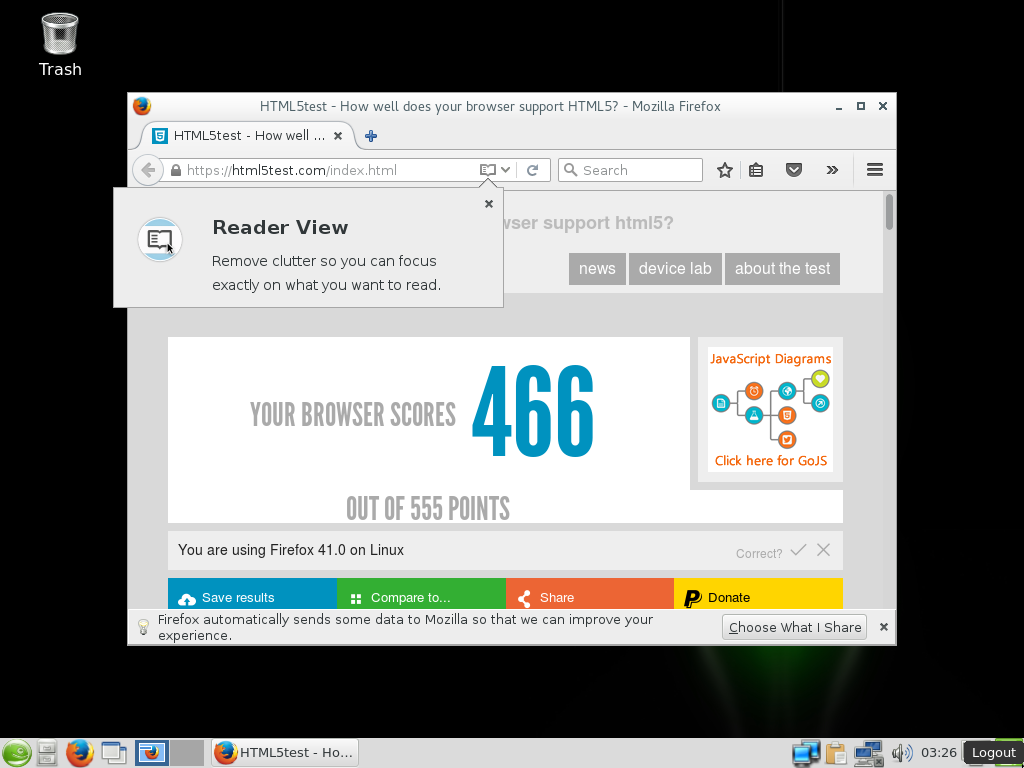 Trash
HTML5test - How well does your browser support HTML5? - Mozilla Firefox
HTML5test - How well ...
https://html5test.com/index.html
Search
Reader View
Remove clutter so you can focus
exactly on what you want to read.
wser support html5?
news
device lab
about the test
YOUR BROWSER SCORES
466
OUT OF 555 POINTS
JavaScript Diagrams
Click here for GoJS
You are using Firefox 41.0 on Linux
Correct?
Save results
Compare to...
Share
Donate
Firefox automatically sends some data to Mozilla so that we can improve your
experience.
Choose What I Share
HTML5test - Ho...
03:26
Logout